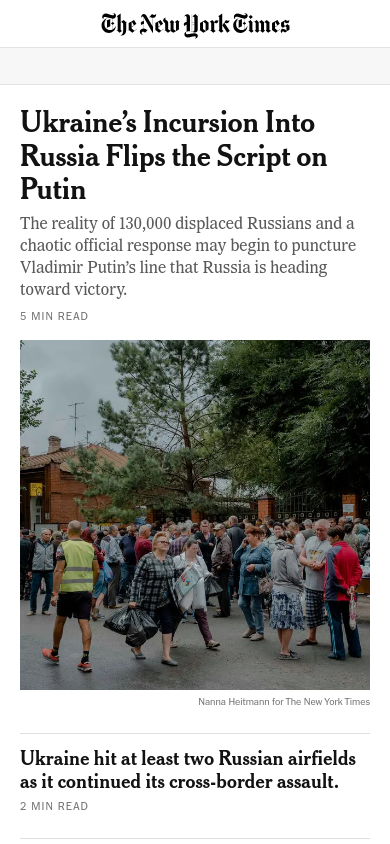 The New York Times
Ukraine’s Incursion Into
Russia Flips the Script on
Putin
The reality of 130,000 displaced Russians and a
chaotic official response may begin to puncture
Vladimir Putin’s line that Russia is heading
toward victory.
5 MIN READ
Nanna Heitmann for The New York Times
Ukraine hit at least two Russian airfields
as it continued its cross-border assault.
2 MIN READ